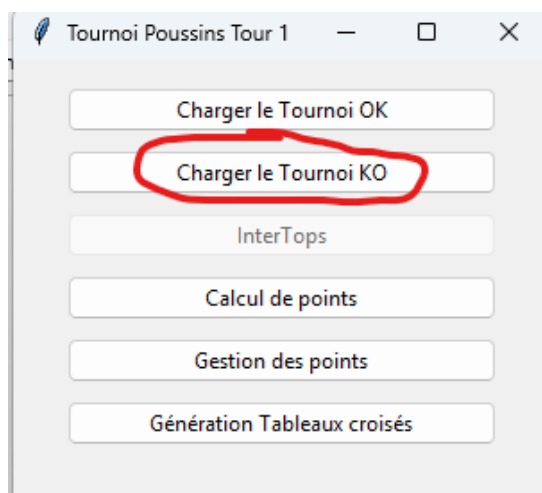 Tournoi Poussins Tour 1
Charger le Tournoi OK
Charger le Tournoi KO
InterTops
Calcul de points
Gestion des points
Génération Tableaux croisés